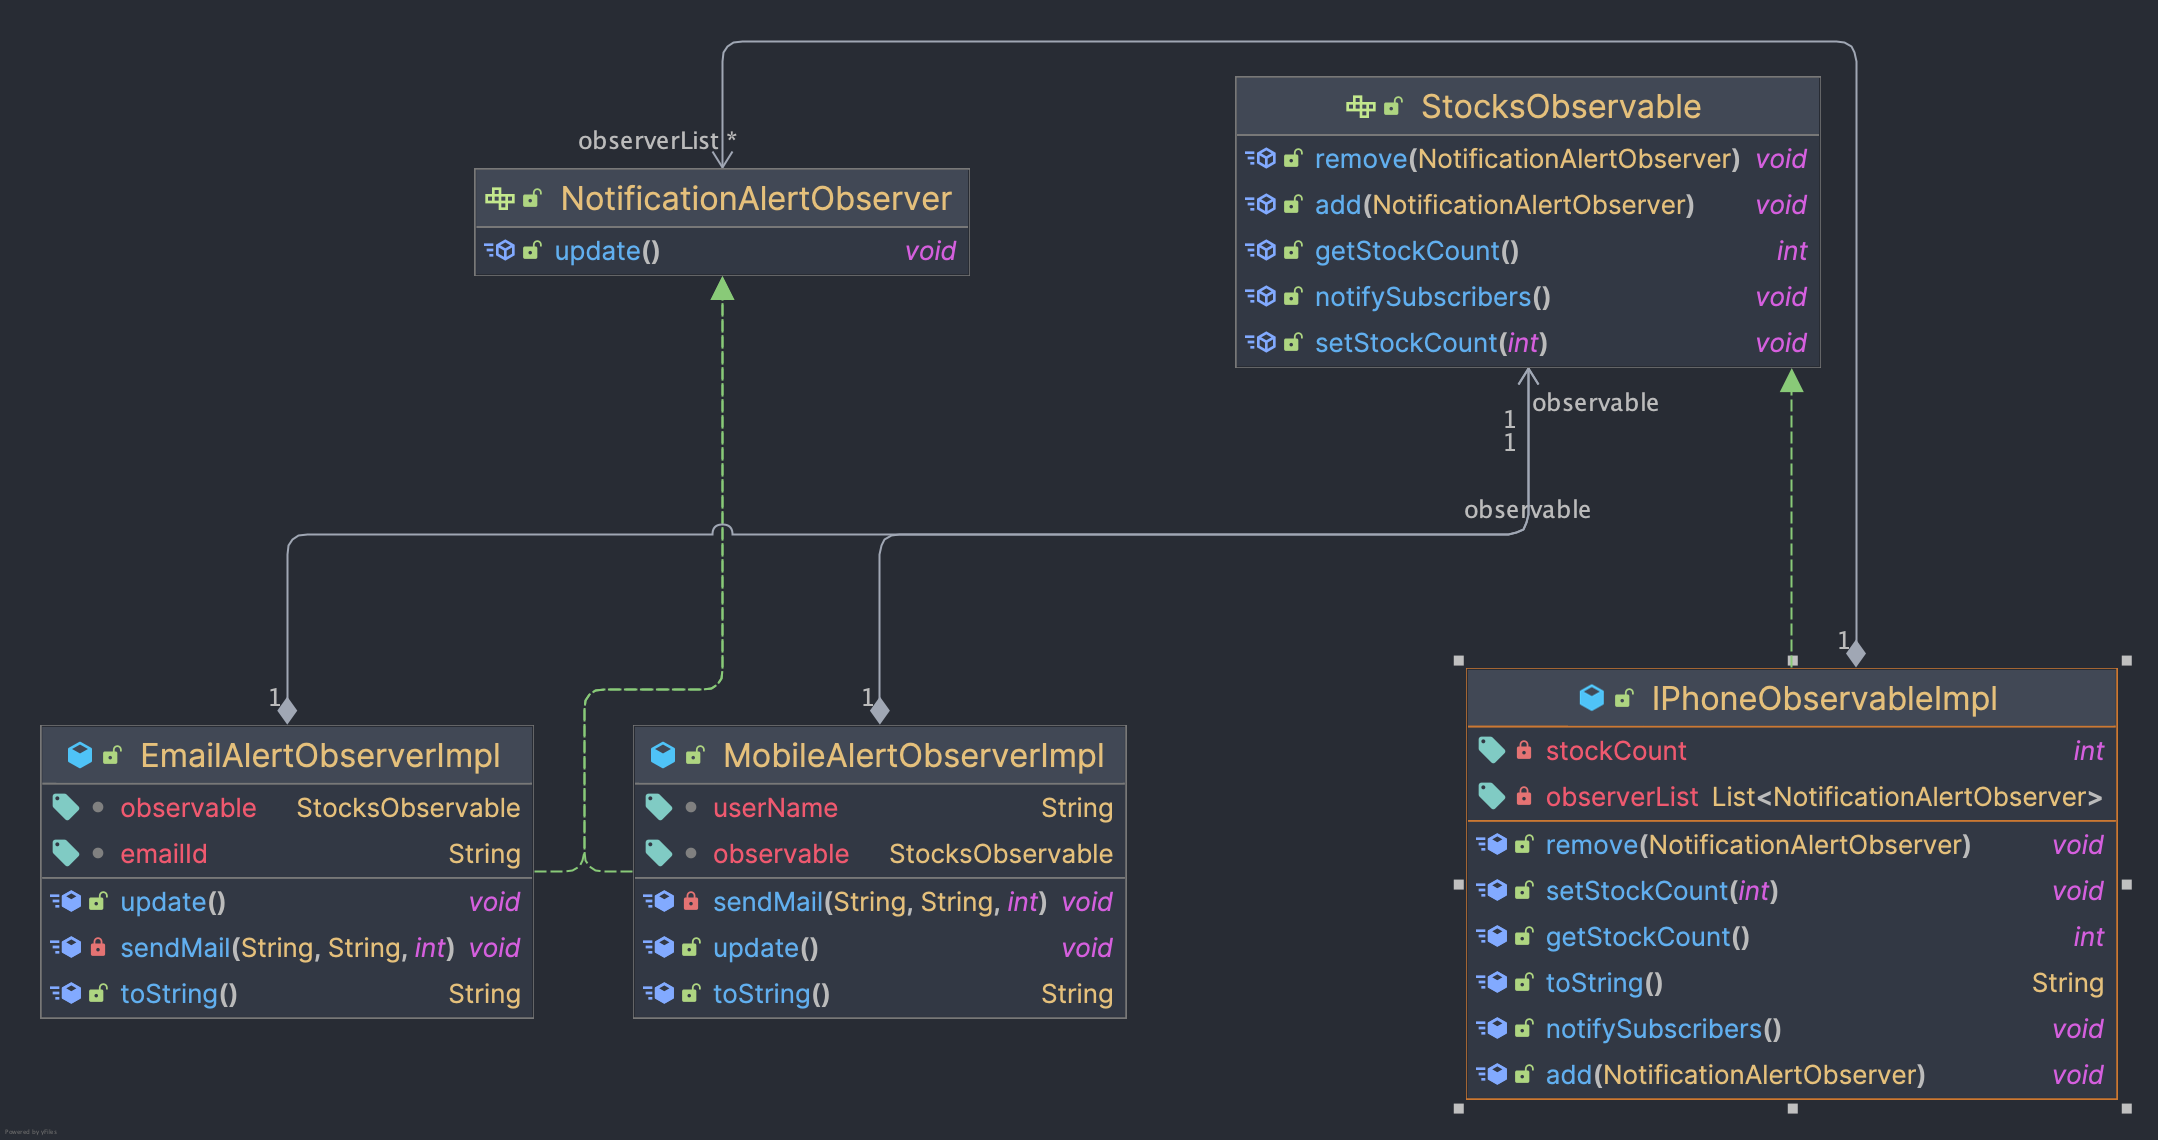 observerList *
NotificationAlertObserver
update() void
StocksObservable
remove(NotificationAlertObserver) void
add(NotificationAlertObserver) void
getStockCount() int
notifySubscribers() void
setStockCount(int) void
observable
1
1
observable
1
EmailAlertObserverImpl
observable StocksObservable
emailId String
update() void
sendMail(String, String, int) void
toString() String
1
MobileAlertObserverImpl
userName String
observable StocksObservable
sendMail(String, String, int) void
update() void
toString() String
1
IPhoneObservableImpl
stockCount int
observerList List<NotificationAlertObserver>
remove(NotificationAlertObserver) void
setStockCount(int) void
getStockCount() int
toString() String
notifySubscribers() void
add(NotificationAlertObserver) void
Powered by yFiles